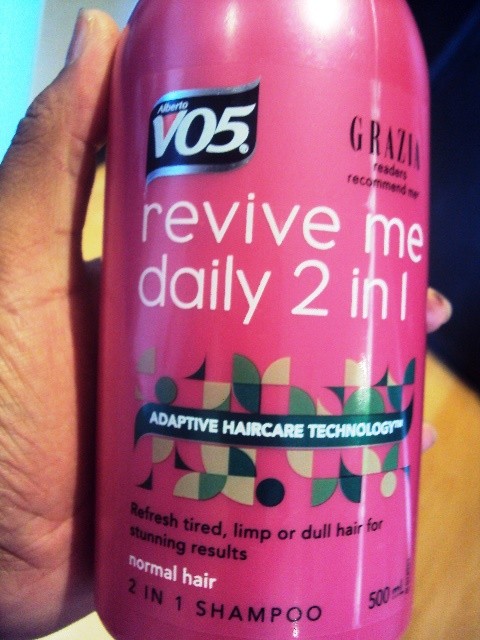 Alberto
VO5®
GRAZIA
readers
recommend me*
revive me
daily 2 in 1
ADAPTIVE HAIRCARE TECHNOLOGY™
Refresh tired, limp or dull hair for
stunning results
normal hair
2 IN 1 SHAMPOO
500 mL